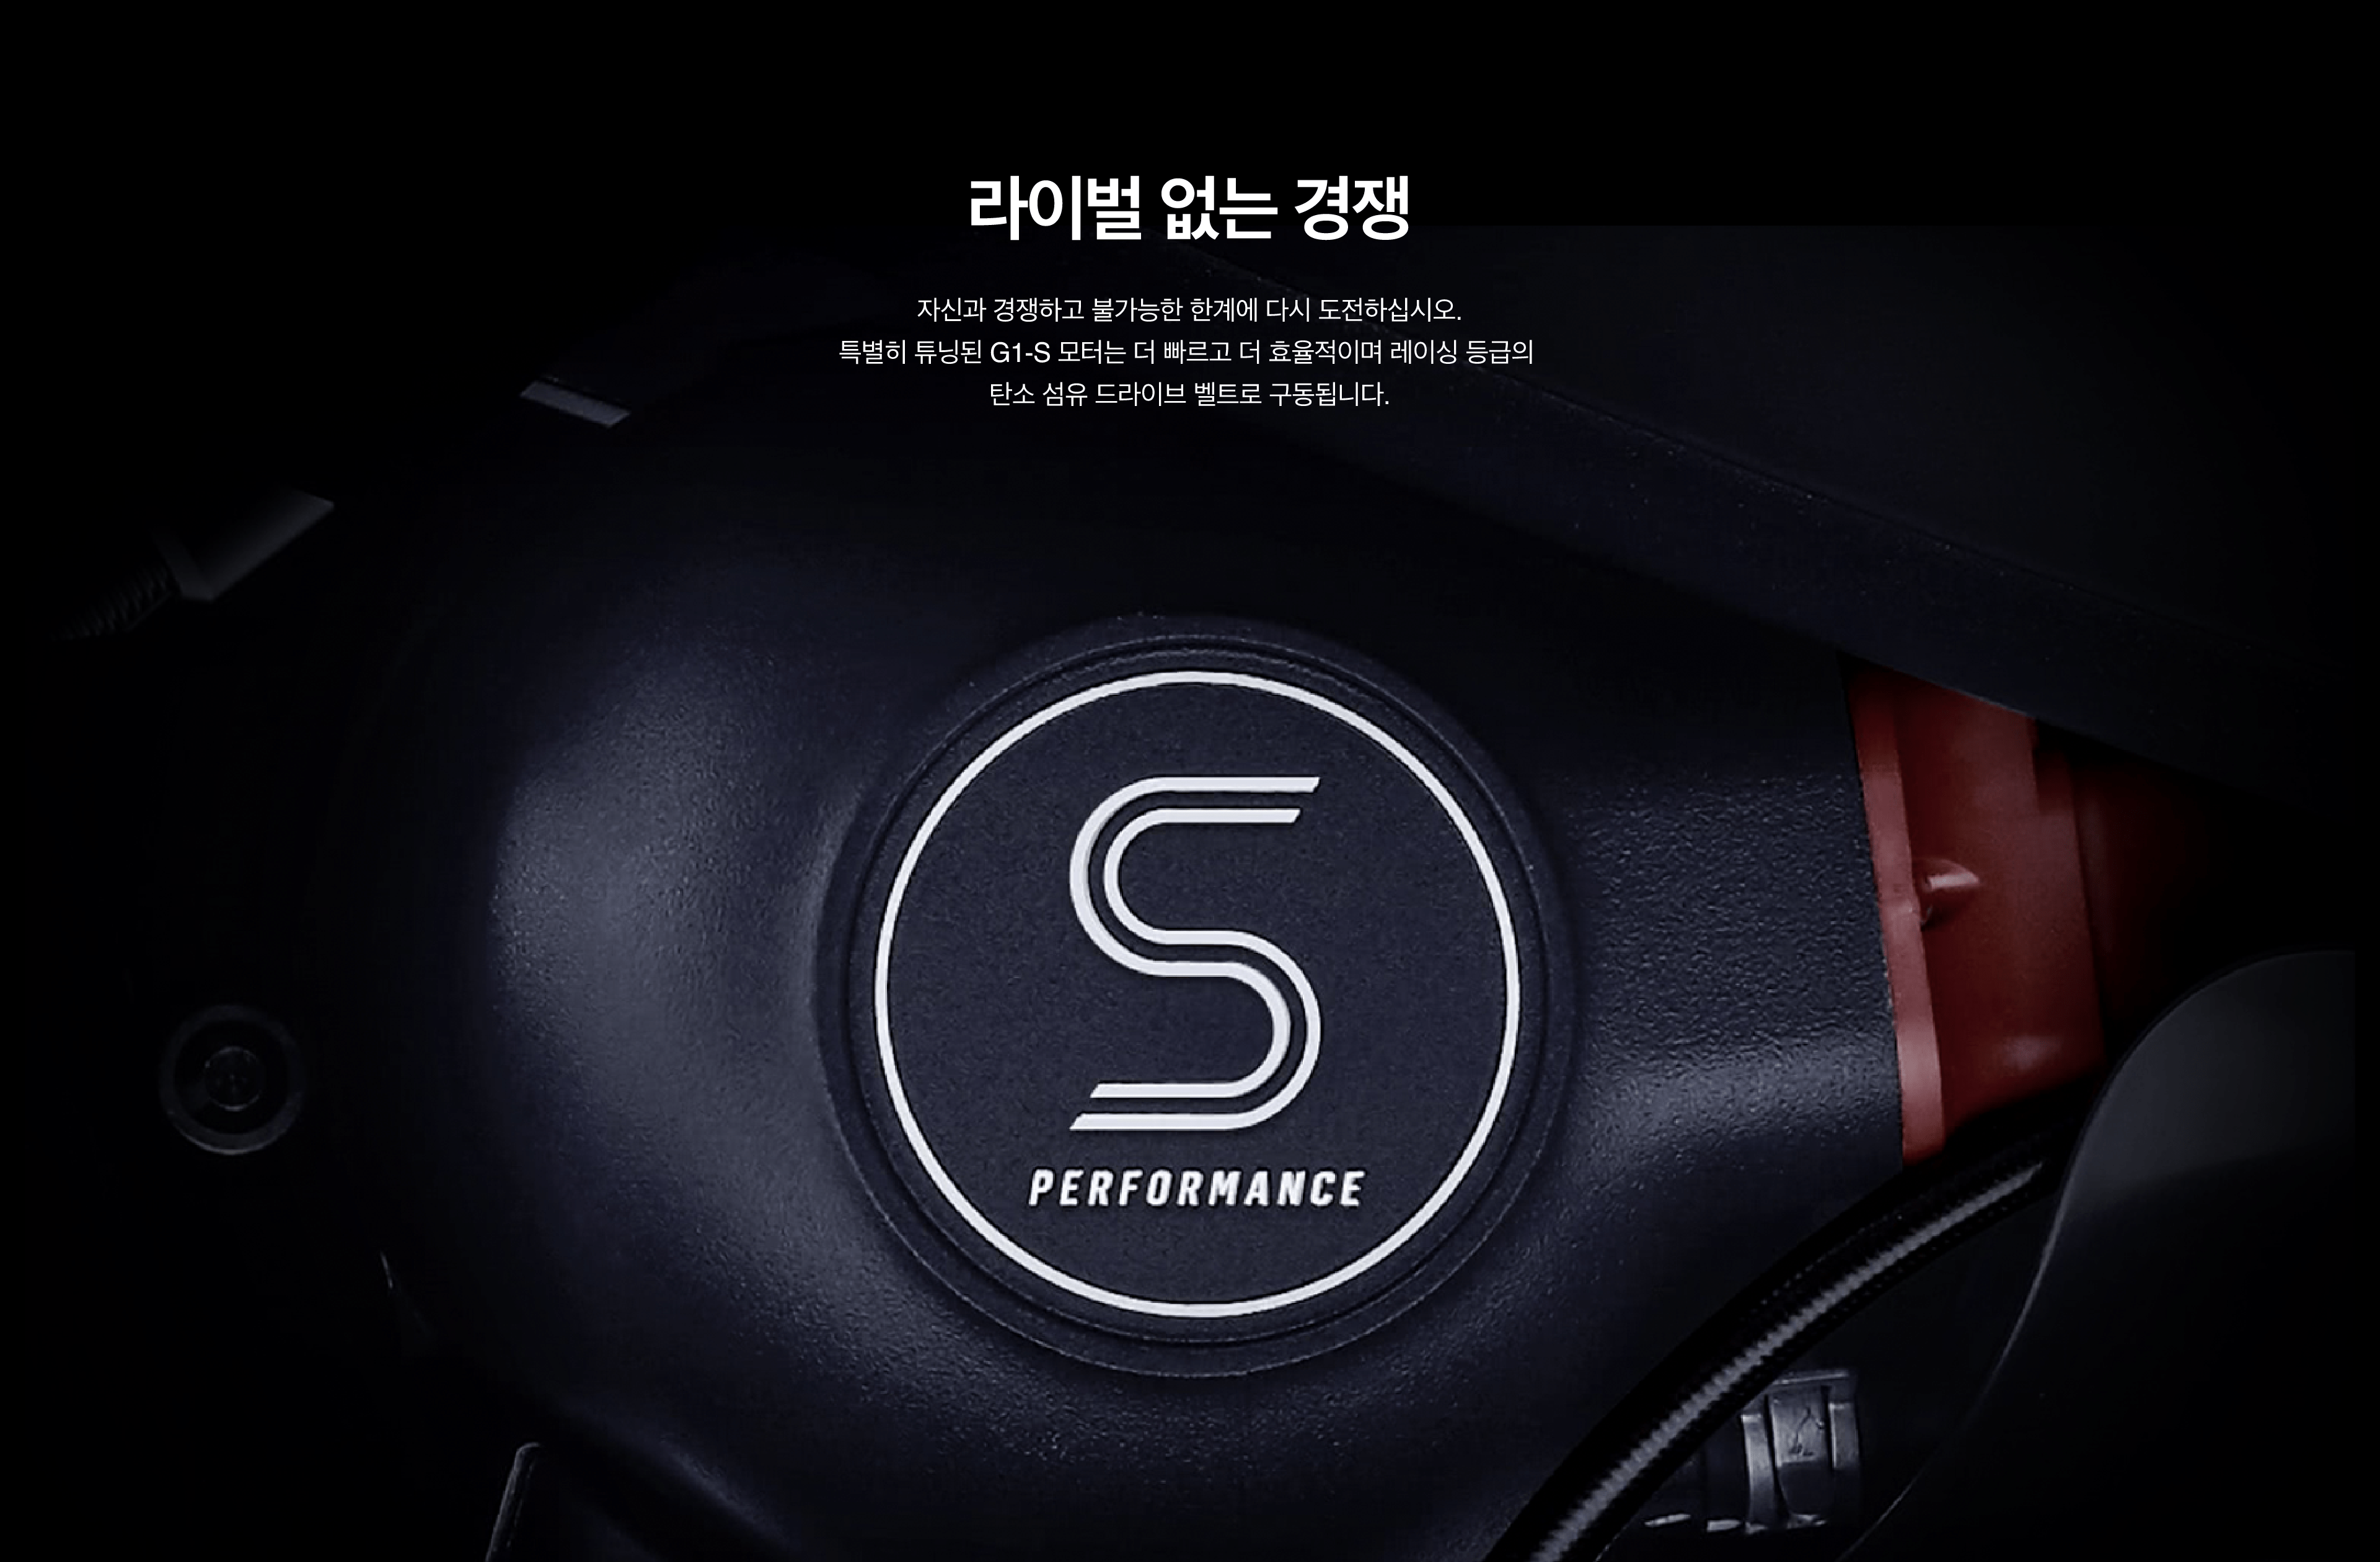 라이벌 없는 경쟁
자신과 경쟁하고 불가능한 한계에 다시 도전하십시오.
특별히 튜닝된 G1-S 모터는 더 빠르고 더 효율적이며 레이싱 등급의
탄소 섬유 드라이브 벨트로 구동됩니다.
S
PERFORMANCE